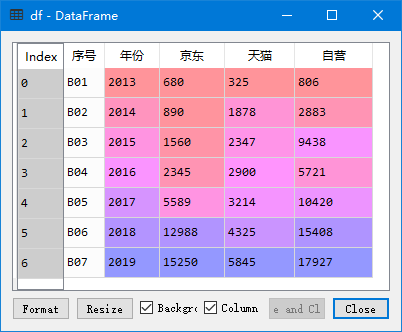 df - DataFrame
Index 序号 年份 京东 天猫 自营
0 B01 2013 680 325 806
1 B02 2014 890 1878 2883
2 B03 2015 1560 2347 9438
3 B04 2016 2345 2900 5721
4 B05 2017 5589 3214 10420
5 B06 2018 12988 4325 15408
6 B07 2019 15250 5845 17927
Format Resize Backgro Column e and Cl Close